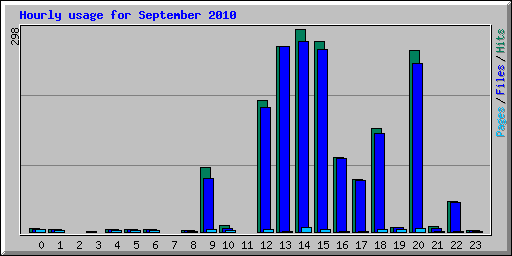 Hourly usage for September 2010
298
Pages/Files/Hits
0 1 2 3 4 5 6 7 8 9 10 11 12 13 14 15 16 17 18 19 20 21 22 23